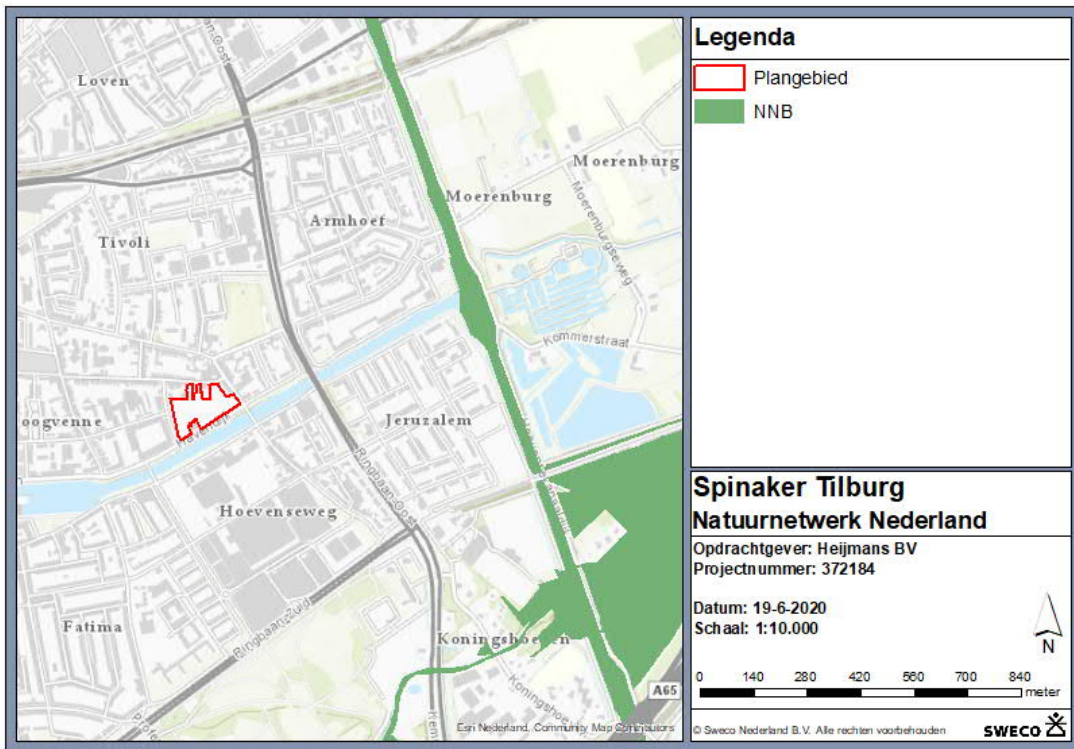 Loven
Moerenburg
Moerenburg
Armhoef
Tivoli
Moerenburgseweg
Kommerstraat
oogvenne
Jeruzalem
Ringbaan-Oost
Hoevenseweg
Fatima
Ringbaan-Zuid
Koningshoeven
A65
Esri Nederland, Community Map Contributors
Legenda
Plangebied
NNB
Spinaker Tilburg
Natuurnetwerk Nederland
Opdrachtgever: Heijmans BV
Projectnummer: 372184
Datum: 19-6-2020
Schaal: 1:10.000
N
0 140 280 420 560 700 840
meter
© Sweco Nederland B.V. Alle rechten voorbehouden
SWECO